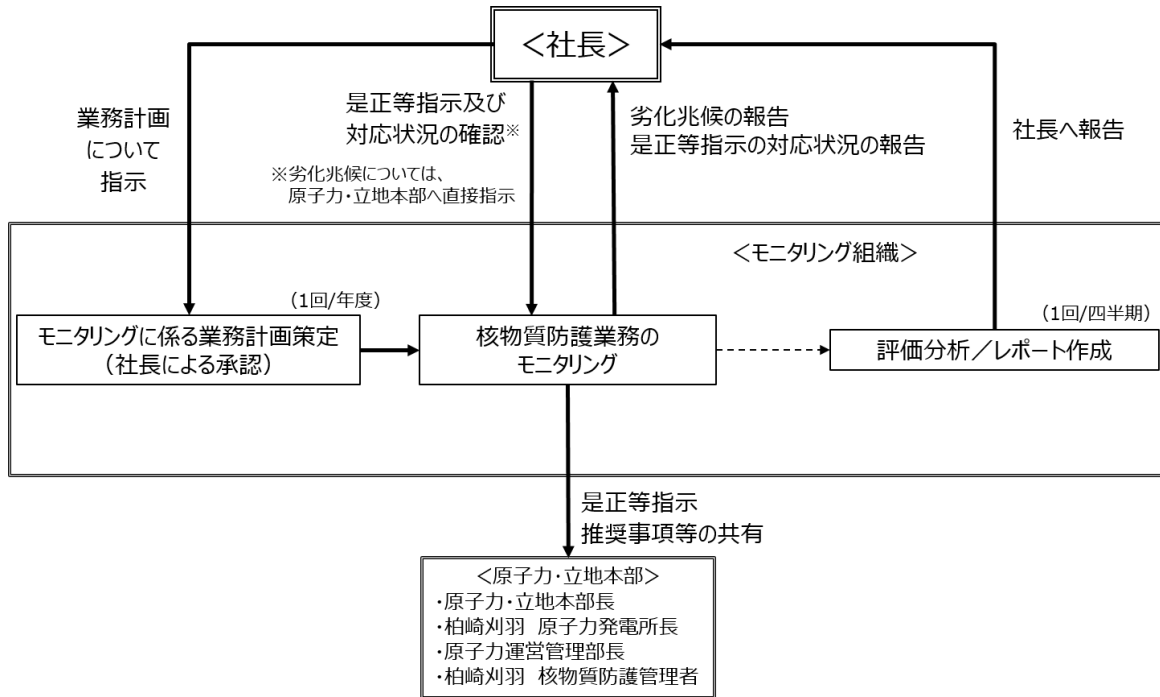 ＜社長＞
業務計画
について
指示
是正等指示及び
対応状況の確認※
※劣化兆候については、
原子力・立地本部へ直接指示
劣化兆候の報告
是正等指示の対応状況の報告
社長へ報告
＜モニタリング組織＞
（1回/年度）
モニタリングに係る業務計画策定
（社長による承認）
核物質防護業務の
モニタリング
（1回/四半期）
評価分析／レポート作成
是正等指示
推奨事項等の共有
＜原子力・立地本部＞
・原子力・立地本部長
・柏崎刈羽 原子力発電所長
・原子力運営管理部長
・柏崎刈羽 核物質防護管理者